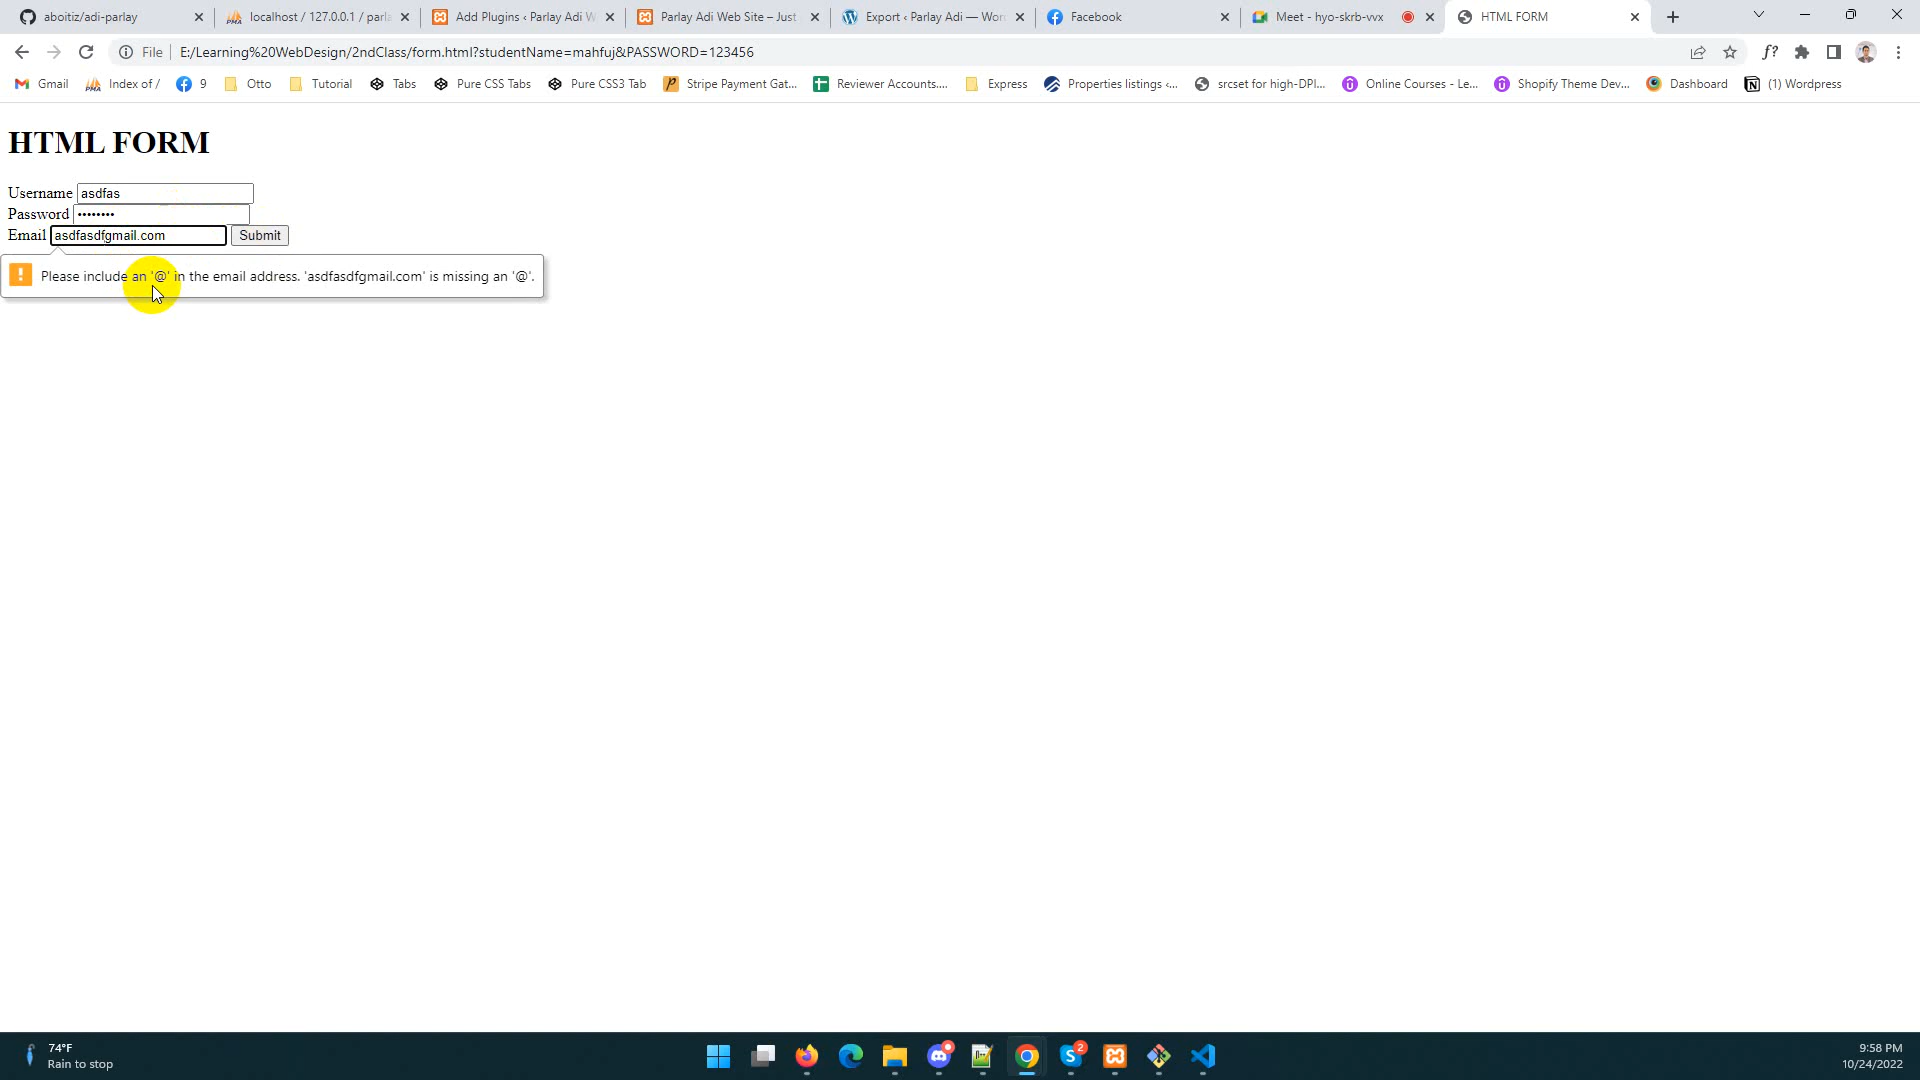 aboitiz/adi-parlay
localhost / 127.0.0.1 / parla
Add Plugins ‹ Parlay Adi W
Parlay Adi Web Site – Just
Export ‹ Parlay Adi — Wor
Facebook
Meet - hyo-skrb-vvx
HTML FORM
File
E:/Learning%20WebDesign/2ndClass/form.html?studentName=mahfuj&PASSWORD=123456
f?
Gmail
Index of /
9
Otto
Tutorial
Tabs
Pure CSS Tabs
Pure CSS3 Tab
Stripe Payment Gat...
Reviewer Accounts....
Express
Properties listings ‹...
srcset for high-DPI...
Online Courses - Le...
Shopify Theme Dev...
Dashboard
(1) Wordpress
HTML FORM
Username asdfas
Password ••••••••
Email asdfasdfgmail.com Submit
Please include an '@' in the email address. 'asdfasdfgmail.com' is missing an '@'.
74°F
Rain to stop
2
9:58 PM
10/24/2022